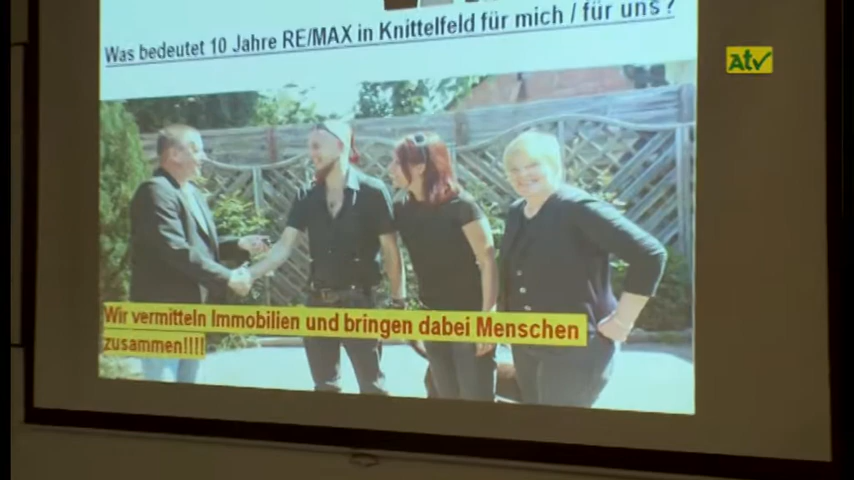 Was bedeutet 10 Jahre RE/MAX in Knittelfeld für mich / für uns?
ATV
Wir vermitteln Immobilien und bringen dabei Menschen
zusammen!!!!